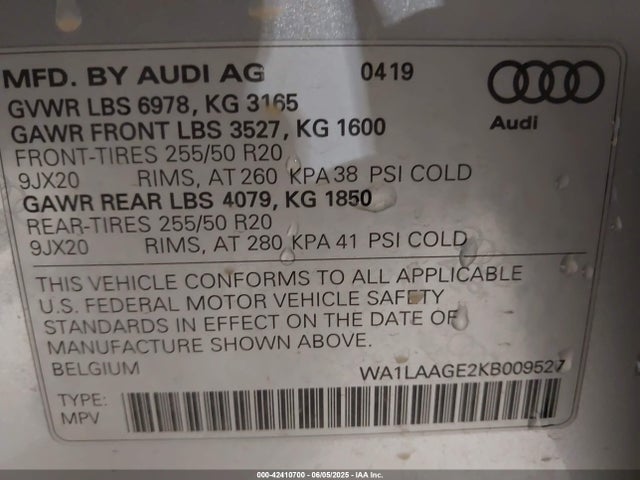 MFD. BY AUDI AG 0419
GVWR LBS 6978, KG 3165
GAWR FRONT LBS 3527, KG 1600
Audi
FRONT-TIRES 255/50 R20
9JX20 RIMS, AT 260 KPA 38 PSI COLD
GAWR REAR LBS 4079, KG 1850
REAR-TIRES 255/50 R20
9JX20 RIMS, AT 280 KPA 41 PSI COLD
THIS VEHICLE CONFORMS TO ALL APPLICABLE
U.S. FEDERAL MOTOR VEHICLE SAFETY
STANDARDS IN EFFECT ON THE DATE OF
MANUFACTURE SHOWN ABOVE.
BELGIUM WA1LAAGE2KB009527
TYPE:
MPV
000-42410700 - 06/05/2025 - IAA Inc.